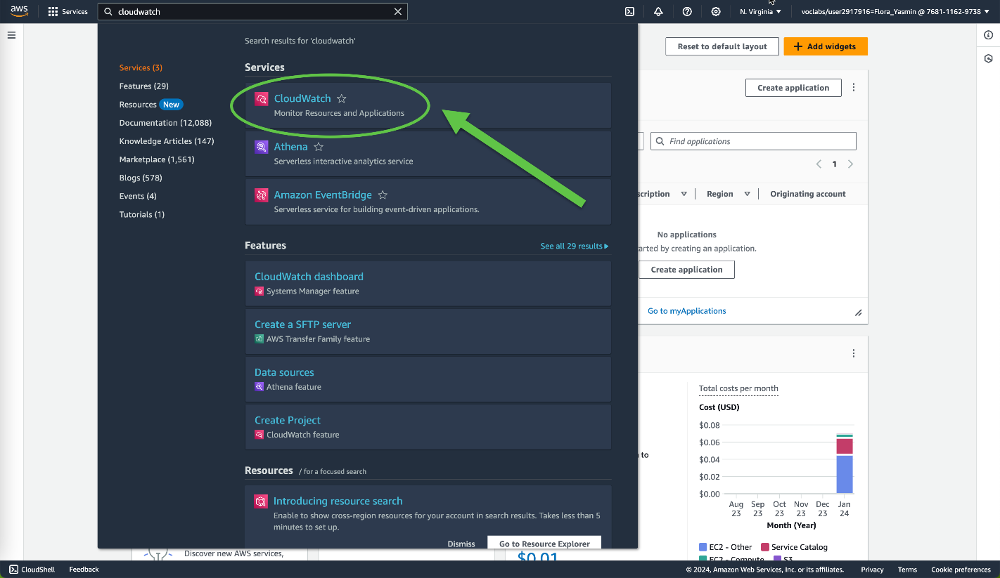 aws
Services
cloudwatch
N. Virginia
voclabs/user2917916=Flora_Yasmin @ 7681-1162-9738
Search results for 'cloudwatch'
Services (3)
Features (29)
Resources New
Documentation (12,088)
Knowledge Articles (147)
Marketplace (1,561)
Blogs (578)
Events (4)
Tutorials (1)
Services
CloudWatch
Monitor Resources and Applications
Athena
Serverless interactive analytics service
Amazon EventBridge
Serverless service for building event-driven applications.
Features
See all 29 results
CloudWatch dashboard
Systems Manager feature
Create a SFTP server
AWS Transfer Family feature
Data sources
Athena feature
Create Project
CloudWatch feature
Resources / for a focused search
Introducing resource search
Enable to show cross-region resources for your account in search results. Takes less than 5
minutes to set up.
Dismiss
Go to Resource Explorer
Reset to default layout
+ Add widgets
Create application
Find applications
1
scription
Region
Originating account
No applications
arted by creating an application.
Create application
Go to myApplications
to
Total costs per month
Cost (USD)
$0.08
$0.06
$0.04
$0.02
$0.00
Aug Sep Oct Nov Dec Jan
23 23 23 23 23 24
Month (Year)
EC2 - Other Service Catalog
EC2 - Compute S3
Discover new AWS services,
$0.01
CloudShell
Feedback
© 2024, Amazon Web Services, Inc. or its affiliates.
Privacy
Terms
Cookie preferences